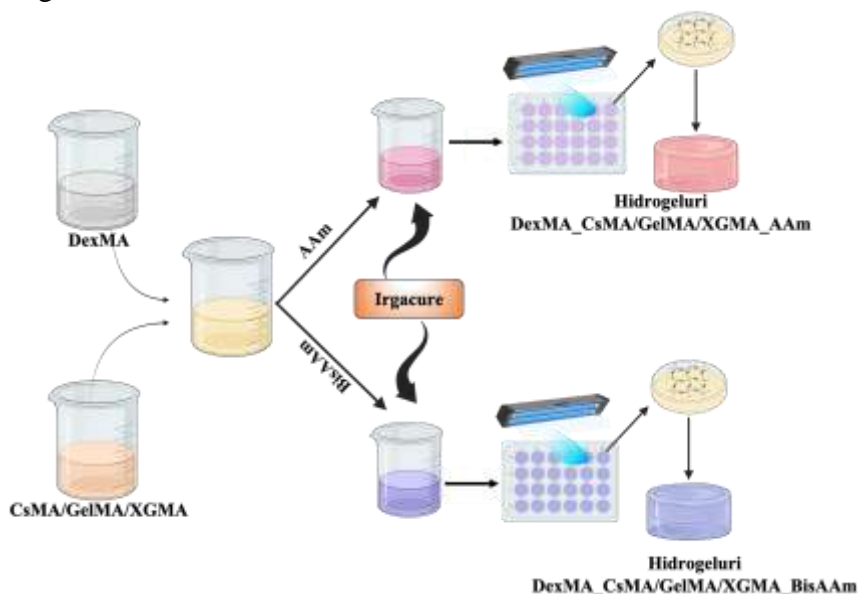 DexMA
AAm
Hidrogeluri
DexMA_CsMA/GelMA/XGMA_AAm
Irgacure
BisAAm
CsMA/GelMA/XGMA
Hidrogeluri
DexMA_CsMA/GelMA/XGMA_BisAAm